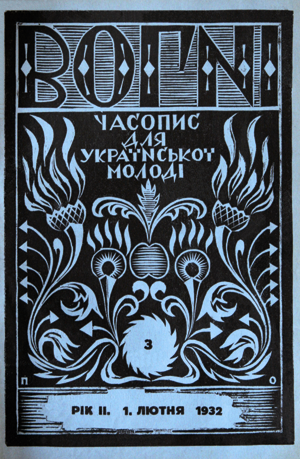 ВОГНІ
ЧАСОПИС
ДЛЯ
УКРАЇНСЬКОЇ
МОЛОДІ
3
П О
РІК II. 1. ЛЮТНЯ 1932